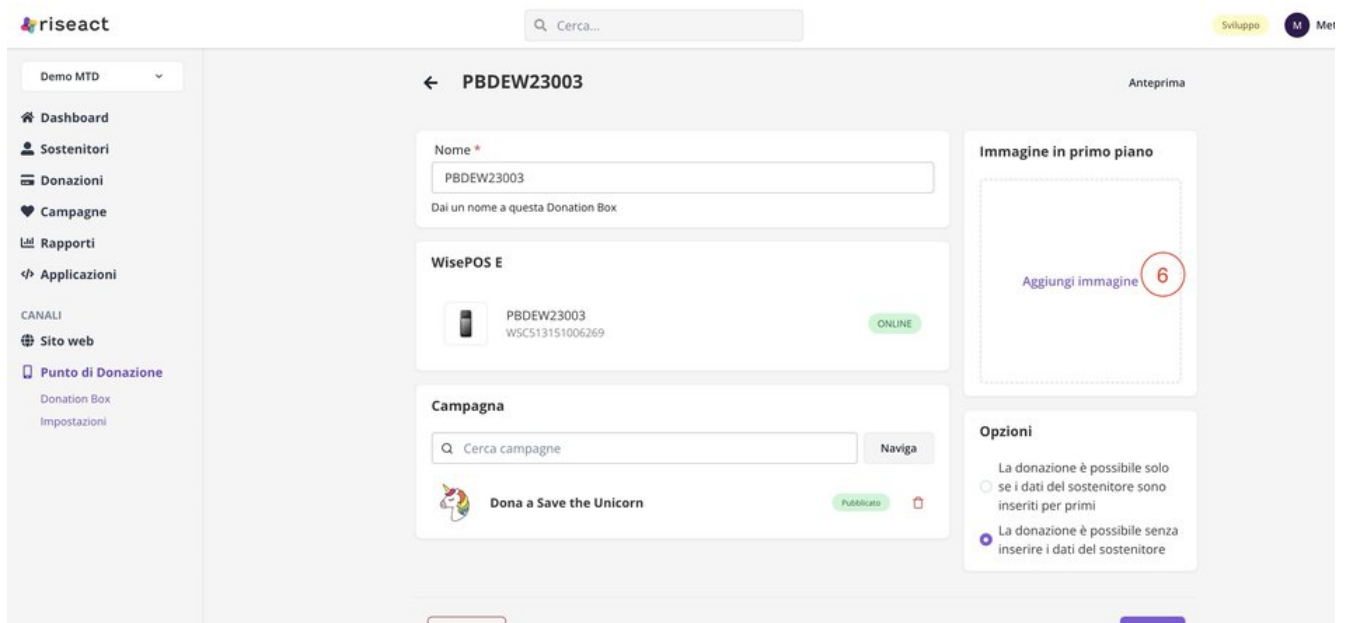 riseact
Cerca...
Sviluppo
M
Met
Demo MTD
Dashboard
Sostenitori
Donazioni
Campagne
Rapporti
Applicazioni
CANALI
Sito web
Punto di Donazione
Donation Box
Impostazioni
PBDEW23003
Anteprima
Nome *
PBDEW23003
Dai un nome a questa Donation Box
WisePOS E
PBDEW23003
WSC513151006269
ONLINE
Campagna
Cerca campagne
Naviga
Dona a Save the Unicorn
Pubblicato
Immagine in primo piano
Aggiungi immagine
6
Opzioni
La donazione è possibile solo
se i dati del sostenitore sono
inseriti per primi
La donazione è possibile senza
inserire i dati del sostenitore